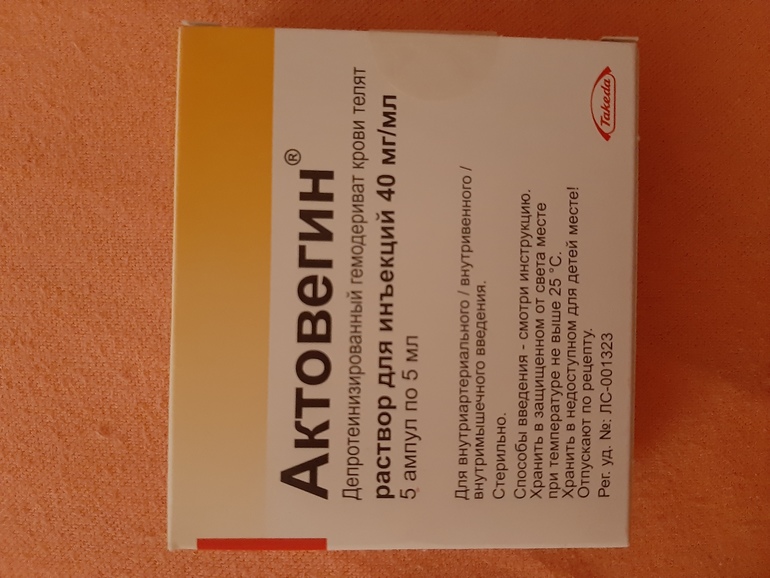 Актовегин®
Депротеинизированный гемодериват крови телят
раствор для инъекций 40 мг/мл
5 ампул по 5 мл
Для внутриартериального / внутривенного /
внутримышечного введения.
Стерильно.
Способы введения - смотри инструкцию.
Хранить в защищенном от света месте
при температуре не выше 25 °С.
Хранить в недоступном для детей месте!
Отпускают по рецепту.
Рег. уд. №: ЛС-001323
Takeda